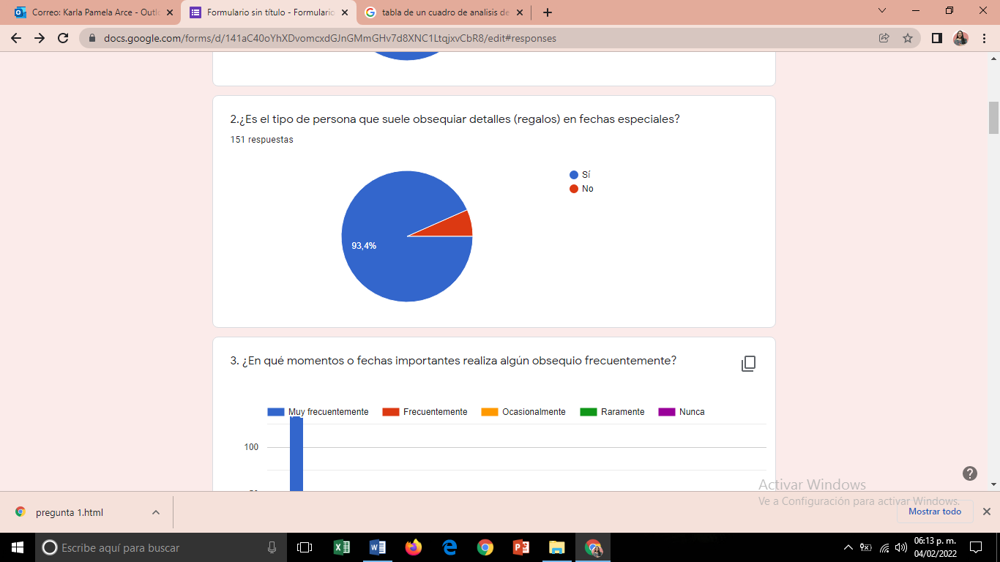 Correo: Karla Pamela Arce - Outl
Formulario sin título - Formulario
tabla de un cuadro de analisis de
docs.google.com/forms/d/141aC40oYhXDvomcxdGJnGMmGHv7d8XNC1LtqjxvCbR8/edit#responses
2.¿Es el tipo de persona que suele obsequiar detalles (regalos) en fechas especiales?
151 respuestas
Sí
No
93,4%
3. ¿En qué momentos o fechas importantes realiza algún obsequio frecuentemente?
Muy frecuentemente
Frecuentemente
Ocasionalmente
Raramente
Nunca
100
Activar Windows
Ve a Configuración para activar Windows.
pregunta 1.html
Mostrar todo
Escribe aquí para buscar
06:13 p. m.
04/02/2022